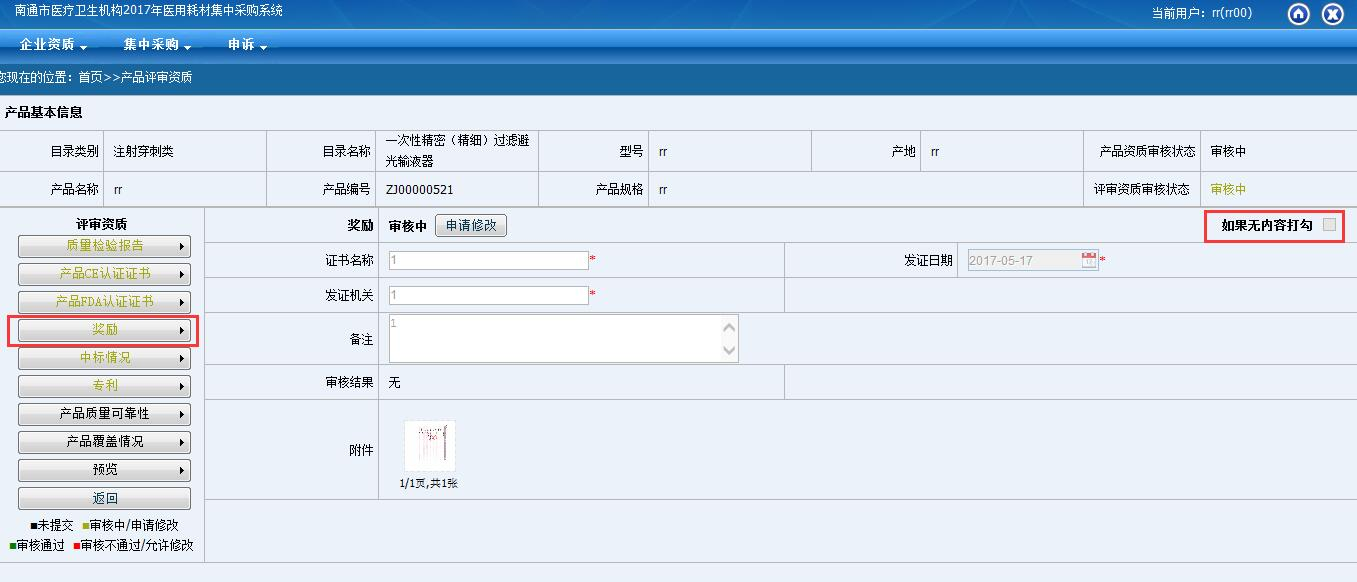 南通市医疗卫生机构2017年医用耗材集中采购系统
当前用户：rr(rr00)
企业资质 集中采购 申诉
您现在的位置：首页>>产品评审资质
产品基本信息
目录类别 注射穿刺类 目录名称 一次性精密（精细）过滤避
光输液器 型号 rr 产地 rr 产品资质审核状态 审核中
产品名称 rr 产品编号 ZJ00000521 产品规格 rr 评审资质审核状态 审核中
评审资质
质量检验报告
产品CE认证证书
产品FDA认证证书
奖励
中标情况
专利
产品质量可靠性
产品覆盖情况
预览
返回
■未提交 ■审核中/申请修改
■审核通过 ■审核不通过/允许修改
奖励 审核中 申请修改 如果无内容打勾
证书名称 1 * 发证日期 2017-05-17 *
发证机关 1 *
备注 1
审核结果 无
附件
1/1页,共1张